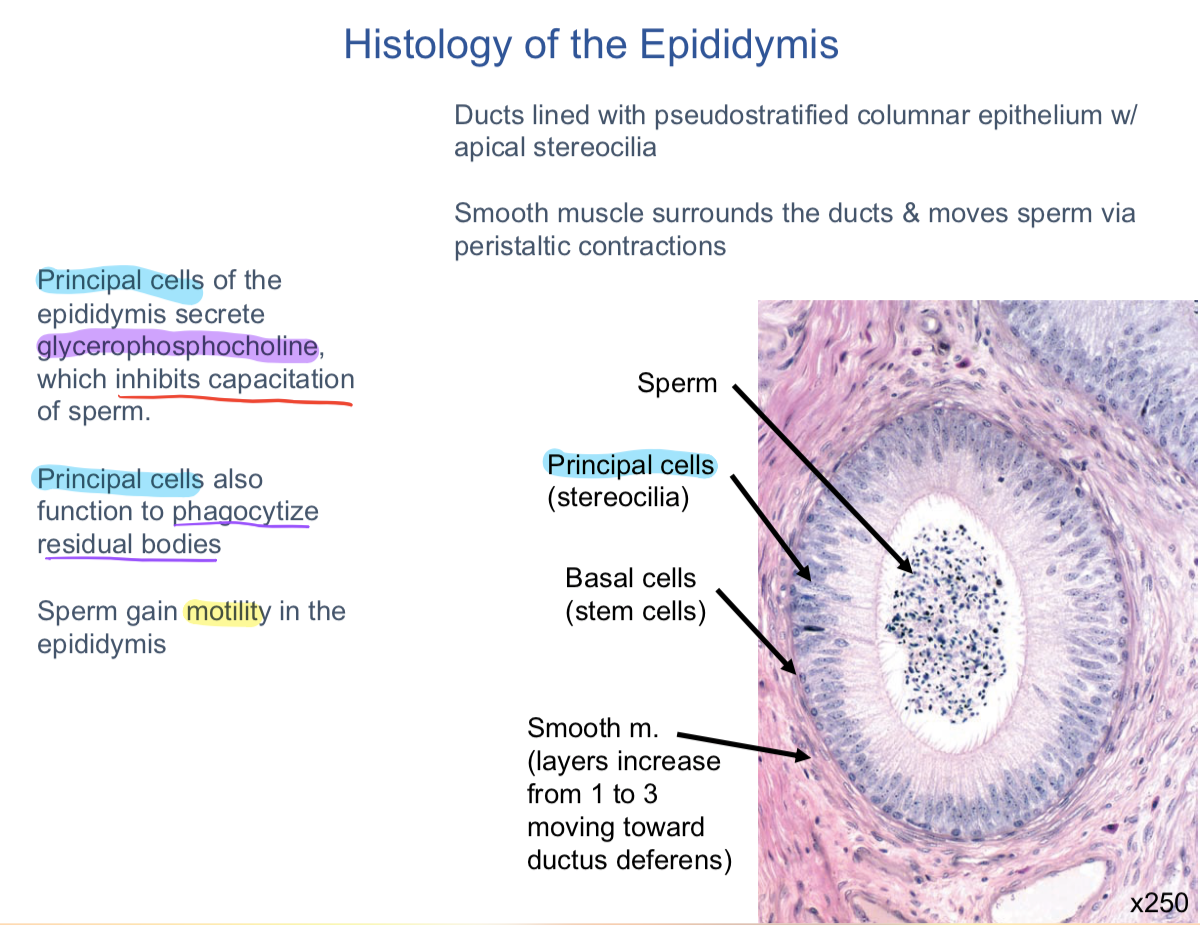 Histology of the Epididymis
Ducts lined with pseudostratified columnar epithelium w/
apical stereocilia
Smooth muscle surrounds the ducts & moves sperm via
peristaltic contractions
Principal cells of the
epididymis secrete
glycerophosphocholine,
which inhibits capacitation
of sperm.
Principal cells also
function to phagocytize
residual bodies
Sperm gain motility in the
epididymis
Sperm
Principal cells
(stereocilia)
Basal cells
(stem cells)
Smooth m.
(layers increase
from 1 to 3
moving toward
ductus deferens)
x250